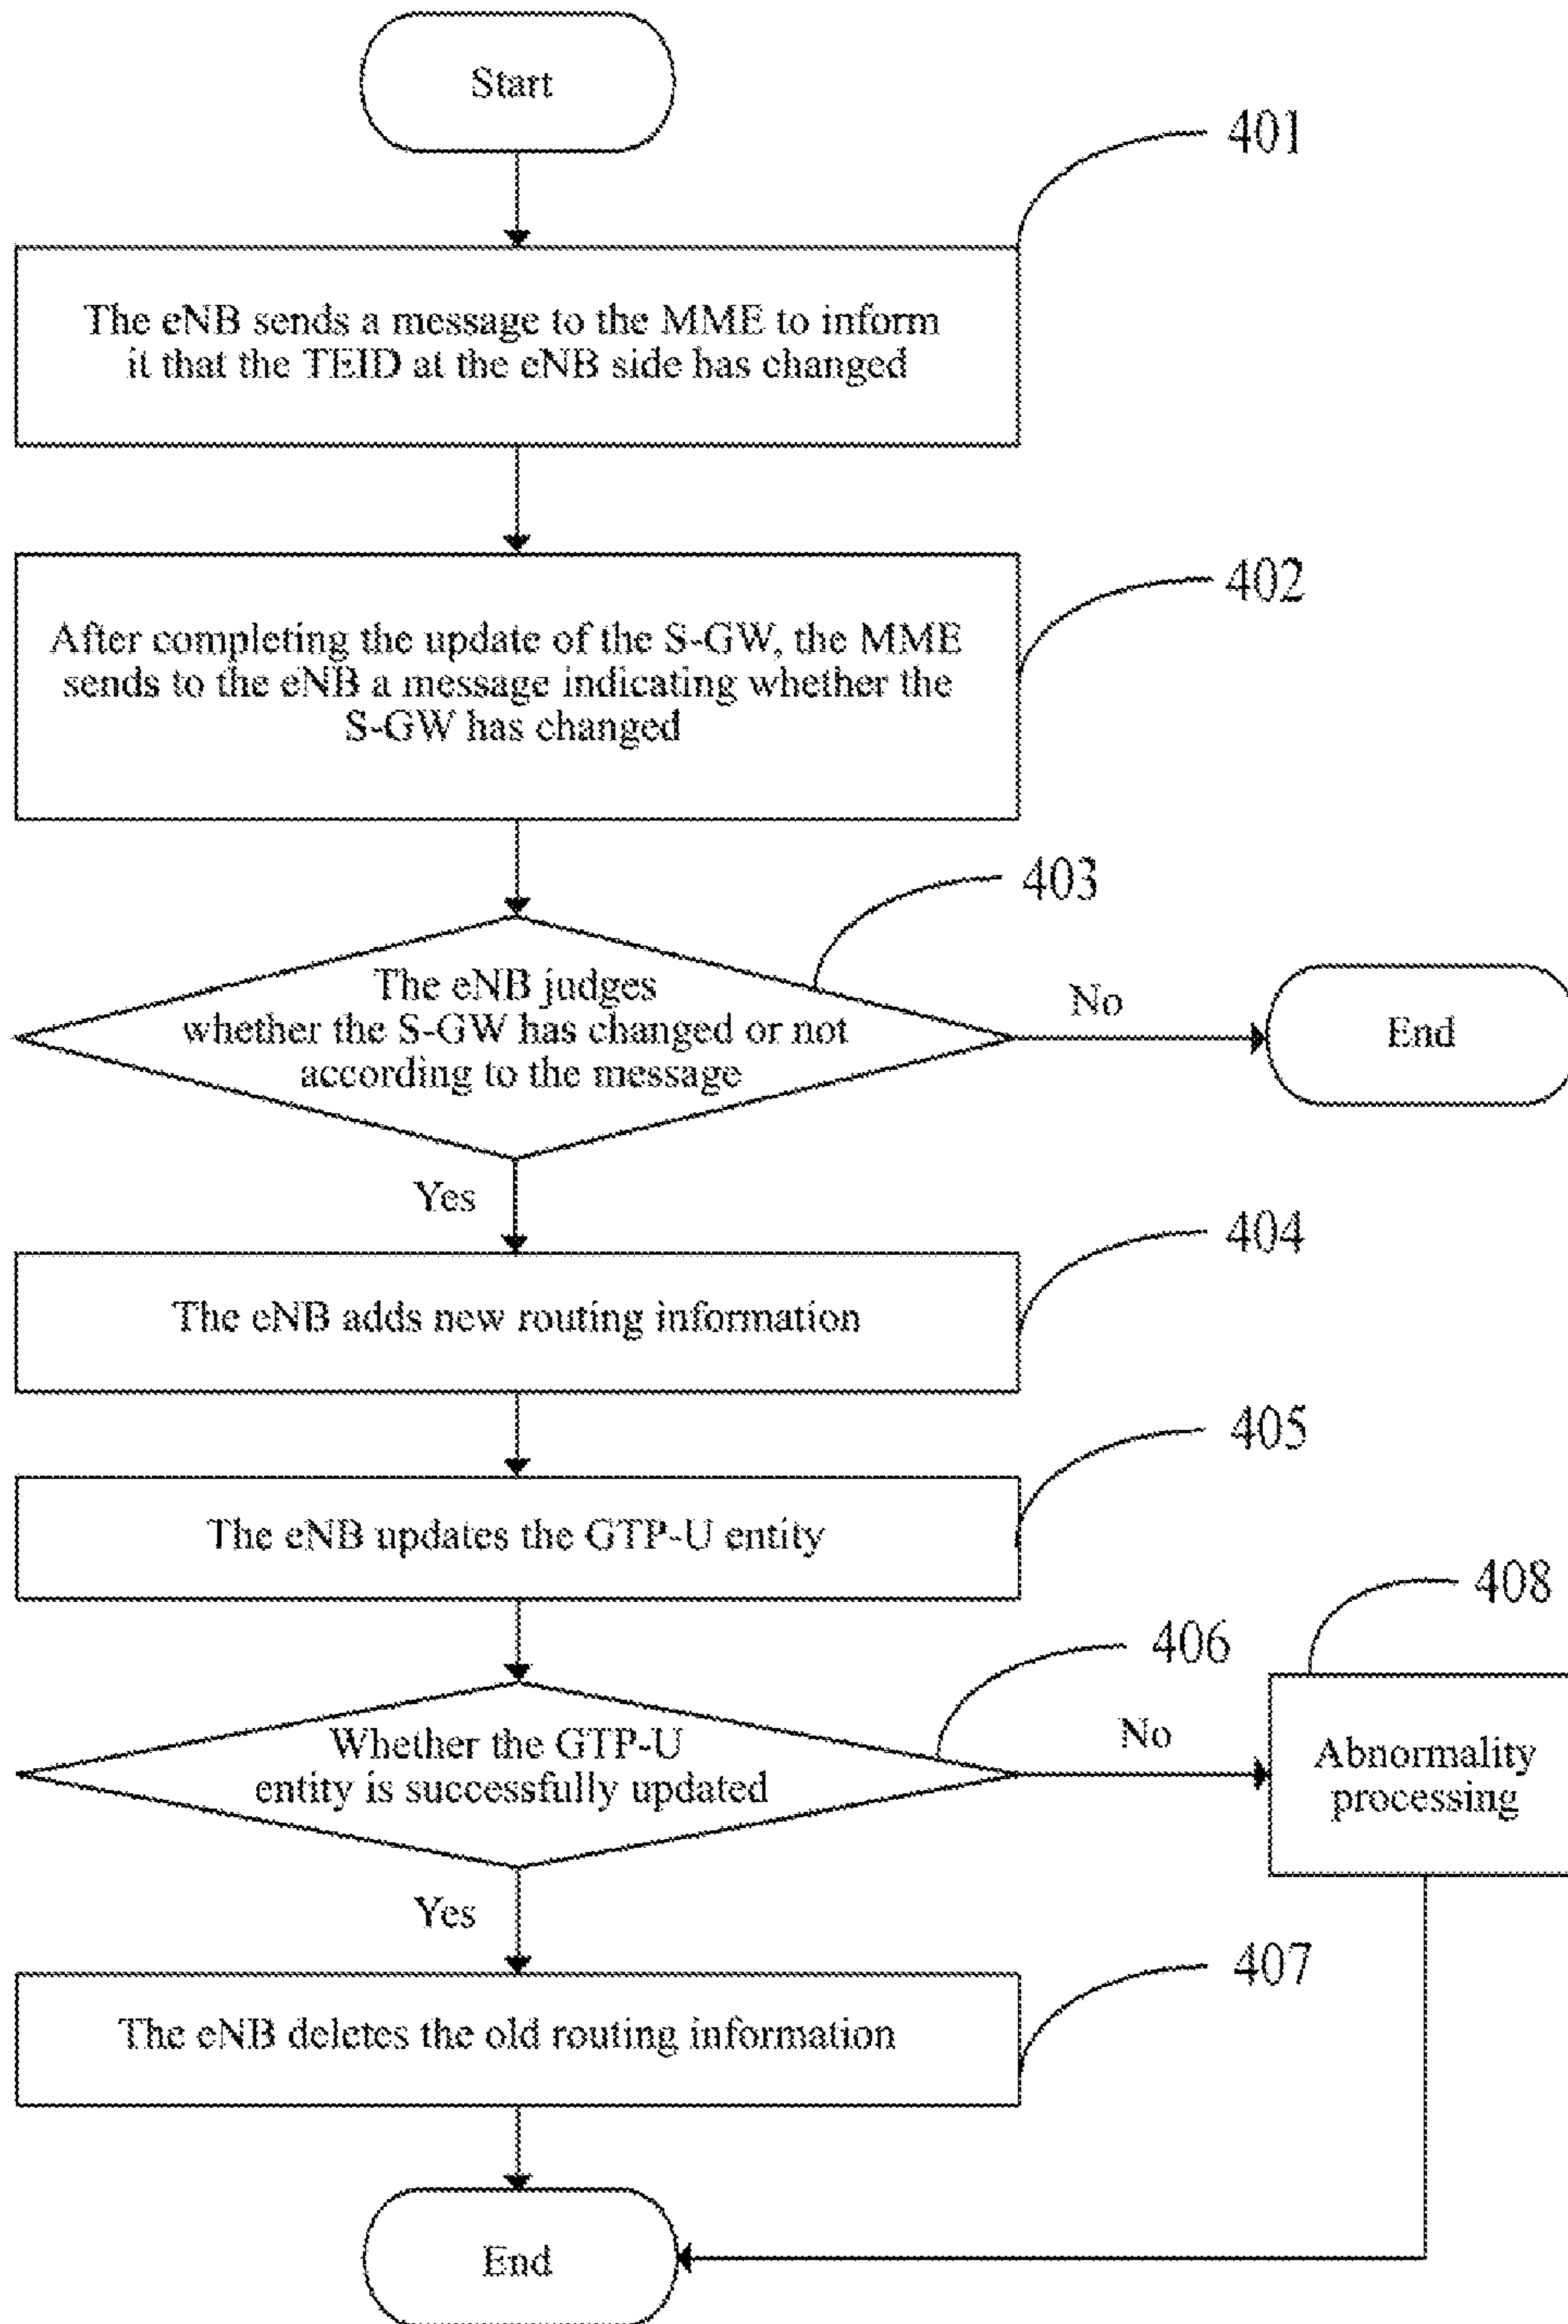 Start
401
The eNB sends a message to the MME to inform
it that the TEID at the eNB side has changed
402
After completing the update of the S-GW, the MME
sends to the eNB a message indicating whether the
S-GW has changed
403
The eNB judges
whether the S-GW has changed or not
according to the message
No
End
Yes
404
The eNB adds new routing information
405
The eNB updates the GTP-U entity
408
406
Whether the GTP-U
entity is successfully updated
No
Abnormality
processing
Yes
407
The eNB deletes the old routing information
End